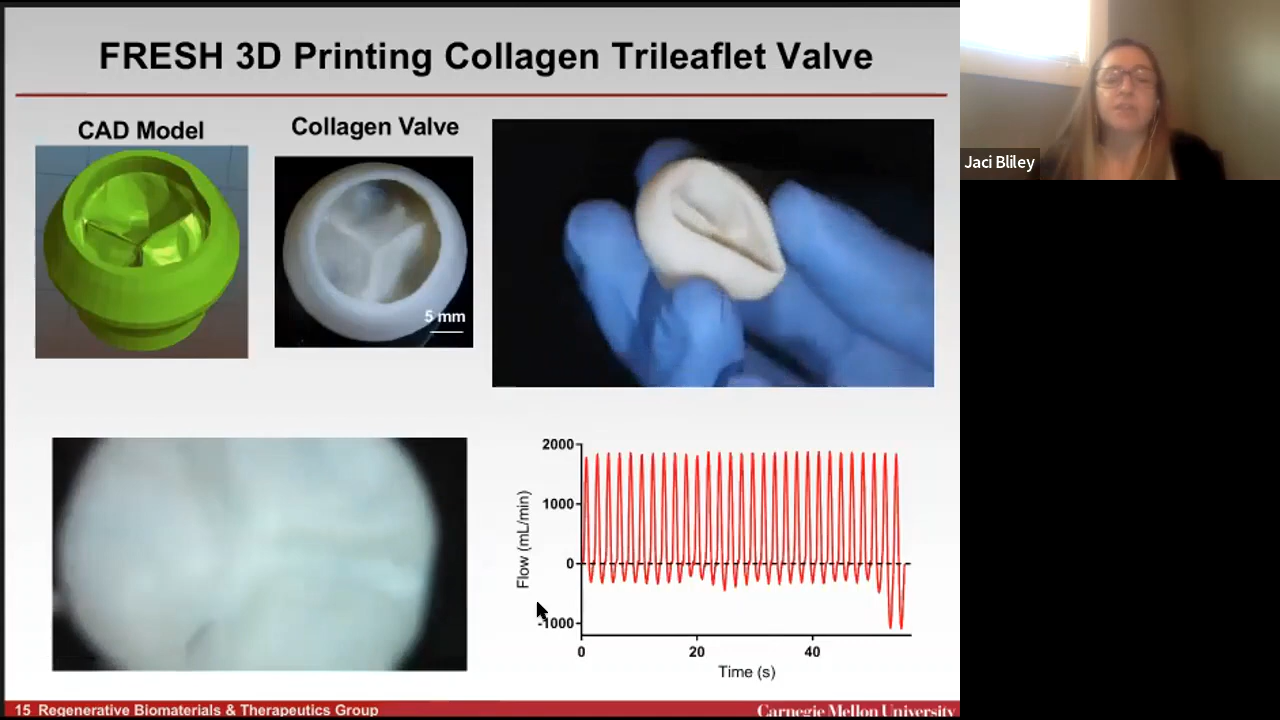 FRESH 3D Printing Collagen Trileaflet Valve
CAD Model
Collagen Valve
5 mm
Jaci Bliley
2000
1000
0
-1000
Flow (mL/min)
0
20
40
Time (s)
15 Regenerative Biomaterials & Therapeutics Group
Carnegie Mellon University